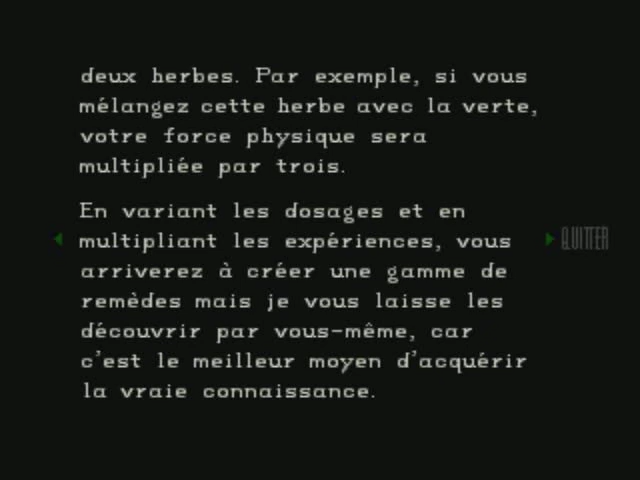 deux herbes. Par exemple, si vous
mélangez cette herbe avec la verte,
votre force physique sera
multipliée par trois.
En variant les dosages et en
multipliant les expériences, vous
arriverez à créer une gamme de
remèdes mais je vous laisse les
découvrir par vous-même, car
c'est le meilleur moyen d'acquérir
la vraie connaissance.
QUITTER